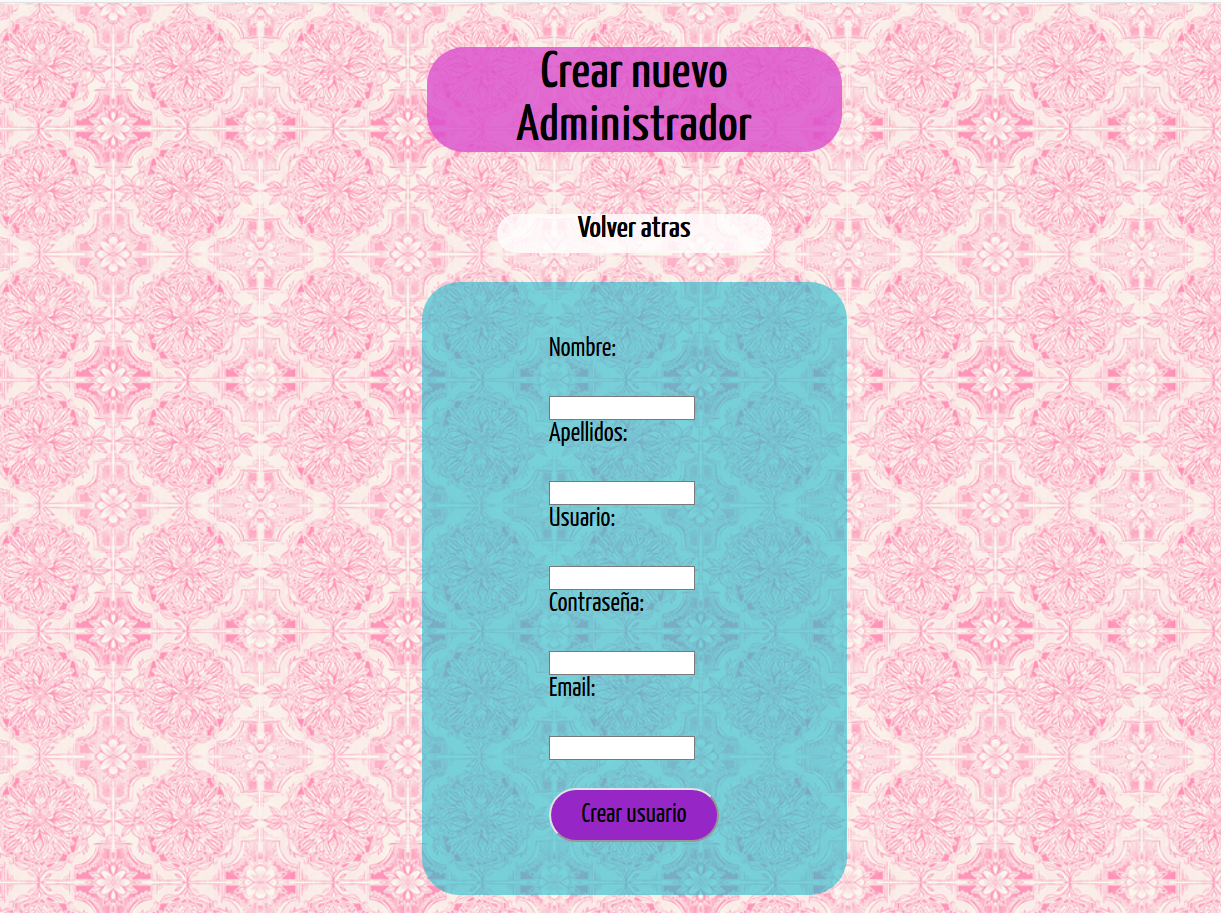 Crear nuevo
Administrador
Volver atras
Nombre:
Apellidos:
Usuario:
Contraseña:
Email:
Crear usuario